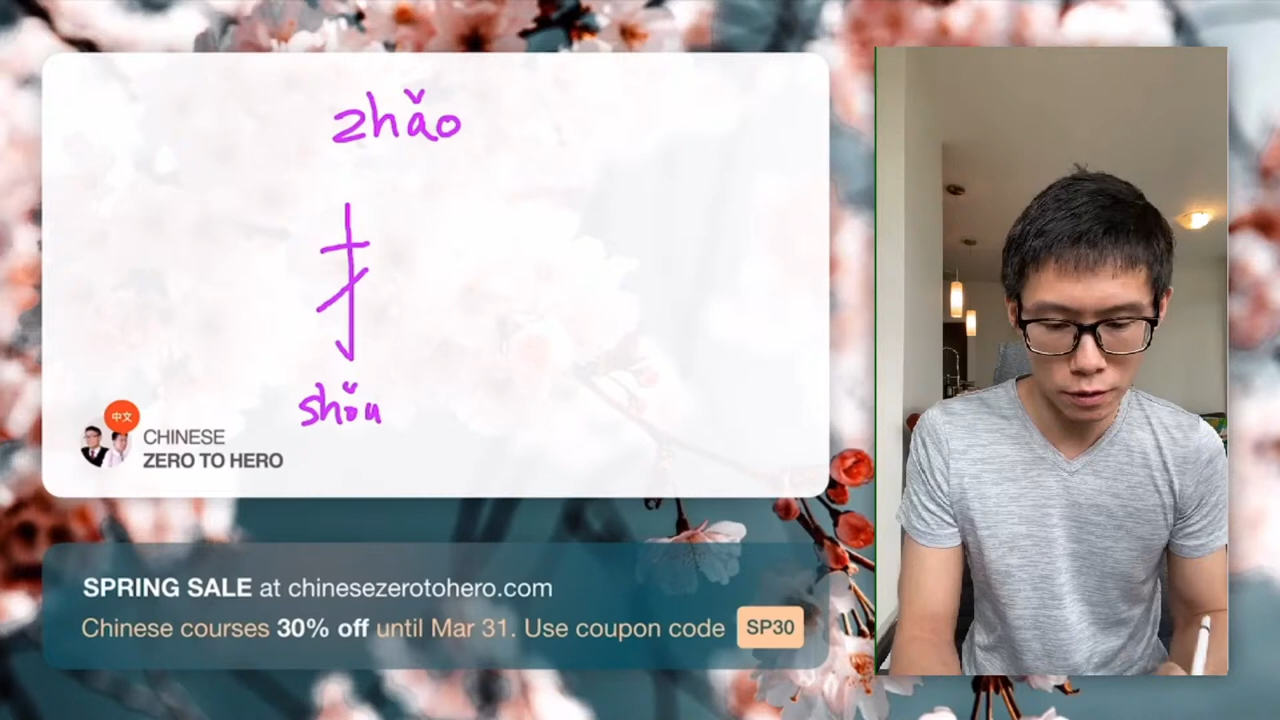 zhǎo
扌
shǒu
中文
CHINESE
ZERO TO HERO
SPRING SALE at chinesezerotohero.com
Chinese courses 30% off until Mar 31. Use coupon code SP30